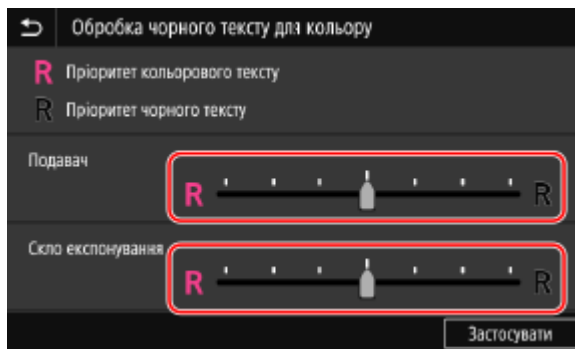 Обробка чорного тексту для кольору
R Пріоритет кольорового тексту
R Пріоритет чорного тексту
Подавач
R R
Скло експонування
R R
Застосувати